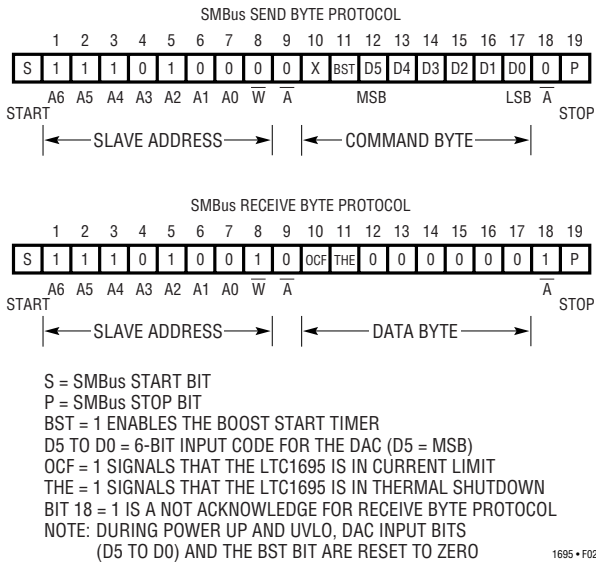 SMBus SEND BYTE PROTOCOL
1 2 3 4 5 6 7 8 9 10 11 12 13 14 15 16 17 18 19
S 1 1 1 0 1 0 0 0 0 X BST D5 D4 D3 D2 D1 D0 0 P
A6 A5 A4 A3 A2 A1 A0 W̅ A̅ MSB LSB A̅
START STOP
SLAVE ADDRESS COMMAND BYTE
SMBus RECEIVE BYTE PROTOCOL
1 2 3 4 5 6 7 8 9 10 11 12 13 14 15 16 17 18 19
S 1 1 1 0 1 0 0 1 0 OCF THE 0 0 0 0 0 0 1 P
A6 A5 A4 A3 A2 A1 A0 W̅ A̅ A̅
START STOP
SLAVE ADDRESS DATA BYTE
S = SMBus START BIT
P = SMBus STOP BIT
BST = 1 ENABLES THE BOOST START TIMER
D5 TO D0 = 6-BIT INPUT CODE FOR THE DAC (D5 = MSB)
OCF = 1 SIGNALS THAT THE LTC1695 IS IN CURRENT LIMIT
THE = 1 SIGNALS THAT THE LTC1695 IS IN THERMAL SHUTDOWN
BIT 18 = 1 IS A NOT ACKNOWLEDGE FOR RECEIVE BYTE PROTOCOL
NOTE: DURING POWER UP AND UVLO, DAC INPUT BITS
(D5 TO D0) AND THE BST BIT ARE RESET TO ZERO
1695 • F02